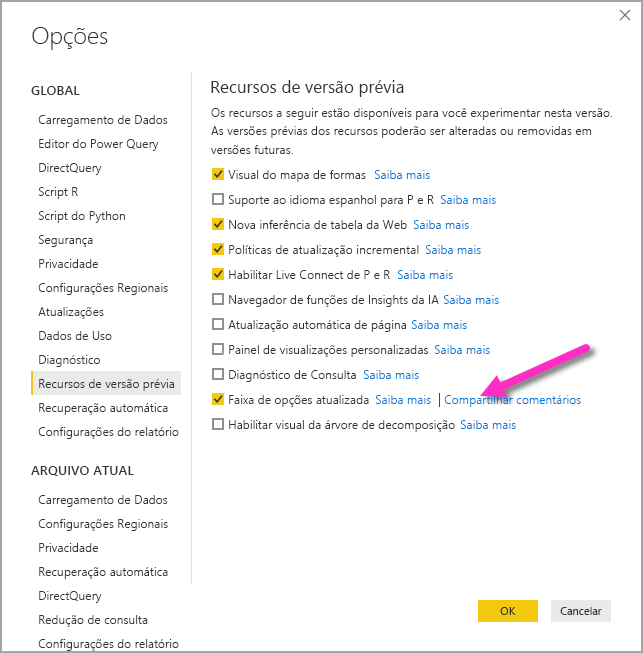 Opções
GLOBAL
Carregamento de Dados
Editor do Power Query
DirectQuery
Script R
Script do Python
Segurança
Privacidade
Configurações Regionais
Atualizações
Dados de Uso
Diagnóstico
Recursos de versão prévia
Recuperação automática
Configurações do relatório
ARQUIVO ATUAL
Carregamento de Dados
Configurações Regionais
Privacidade
Recuperação automática
DirectQuery
Redução de consulta
Configurações do relatório
Recursos de versão prévia
Os recursos a seguir estão disponíveis para você experimentar nesta versão.
As versões prévias dos recursos poderão ser alteradas ou removidas em
versões futuras.
Visual do mapa de formas Saiba mais
Suporte ao idioma espanhol para P e R Saiba mais
Nova inferência de tabela da Web Saiba mais
Políticas de atualização incremental Saiba mais
Habilitar Live Connect de P e R Saiba mais
Navegador de funções de Insights da IA Saiba mais
Atualização automática de página Saiba mais
Painel de visualizações personalizadas Saiba mais
Diagnóstico de Consulta Saiba mais
Faixa de opções atualizada Saiba mais | Compartilhar comentários
Habilitar visual da árvore de decomposição Saiba mais
OK
Cancelar